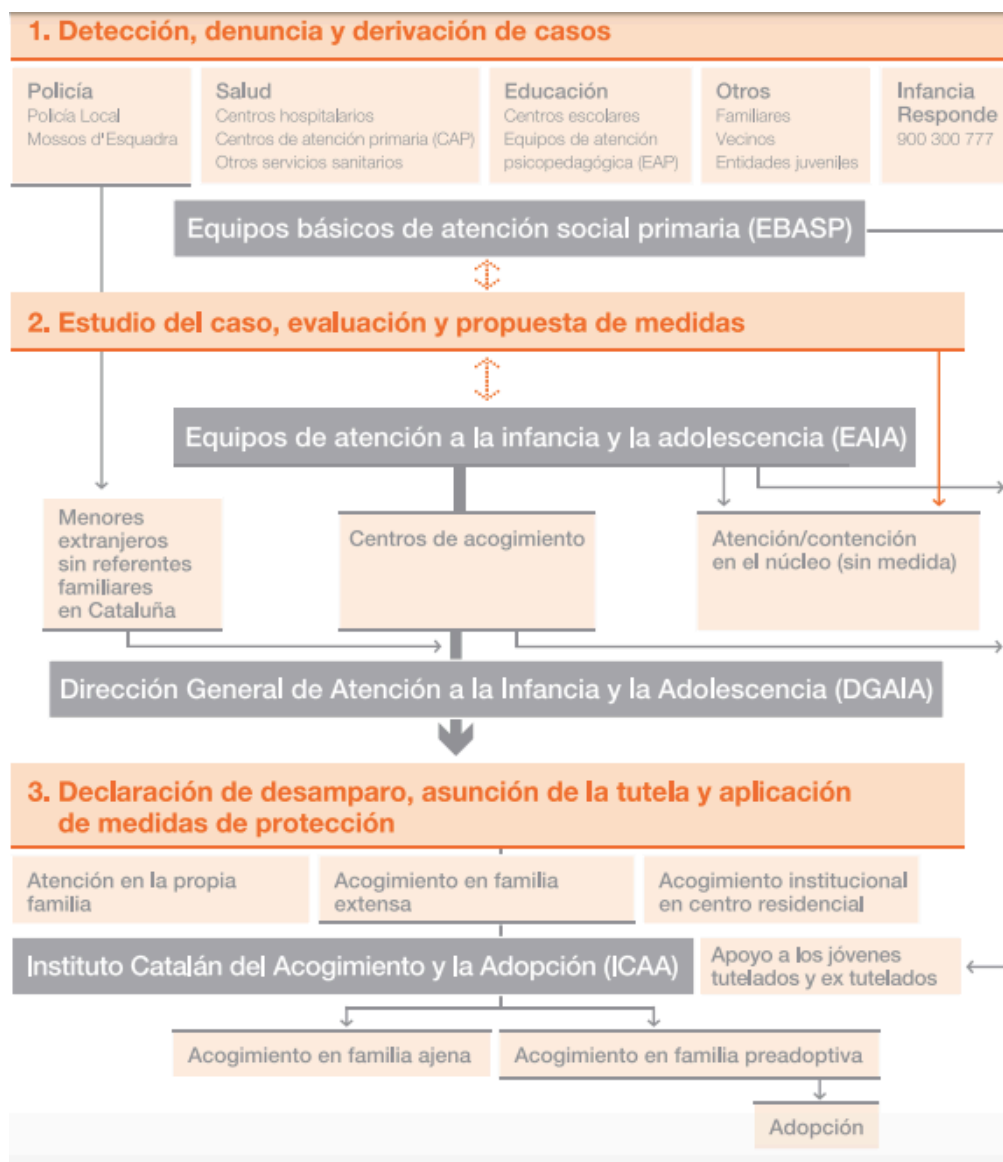 1. Detección, denuncia y derivación de casos
Policía
Policía Local
Mossos d'Esquadra
Salud
Centros hospitalarios
Centros de atención primaria (CAP)
Otros servicios sanitarios
Educación
Centros escolares
Equipos de atención
psicopedagógica (EAP)
Otros
Familiares
Vecinos
Entidades juveniles
Infancia
Responde
900 300 777
Equipos básicos de atención social primaria (EBASP)
2. Estudio del caso, evaluación y propuesta de medidas
Equipos de atención a la infancia y la adolescencia (EAIA)
Menores
extranjeros
sin referentes
familiares
en Cataluña
Centros de acogimiento
Atención/contención
en el núcleo (sin medida)
Dirección General de Atención a la Infancia y la Adolescencia (DGAIA)
3. Declaración de desamparo, asunción de la tutela y aplicación
de medidas de protección
Atención en la propia
familia
Acogimiento en familia
extensa
Acogimiento institucional
en centro residencial
Instituto Catalán del Acogimiento y la Adopción (ICAA)
Apoyo a los jóvenes
tutelados y ex tutelados
Acogimiento en familia ajena
Acogimiento en familia preadoptiva
Adopción